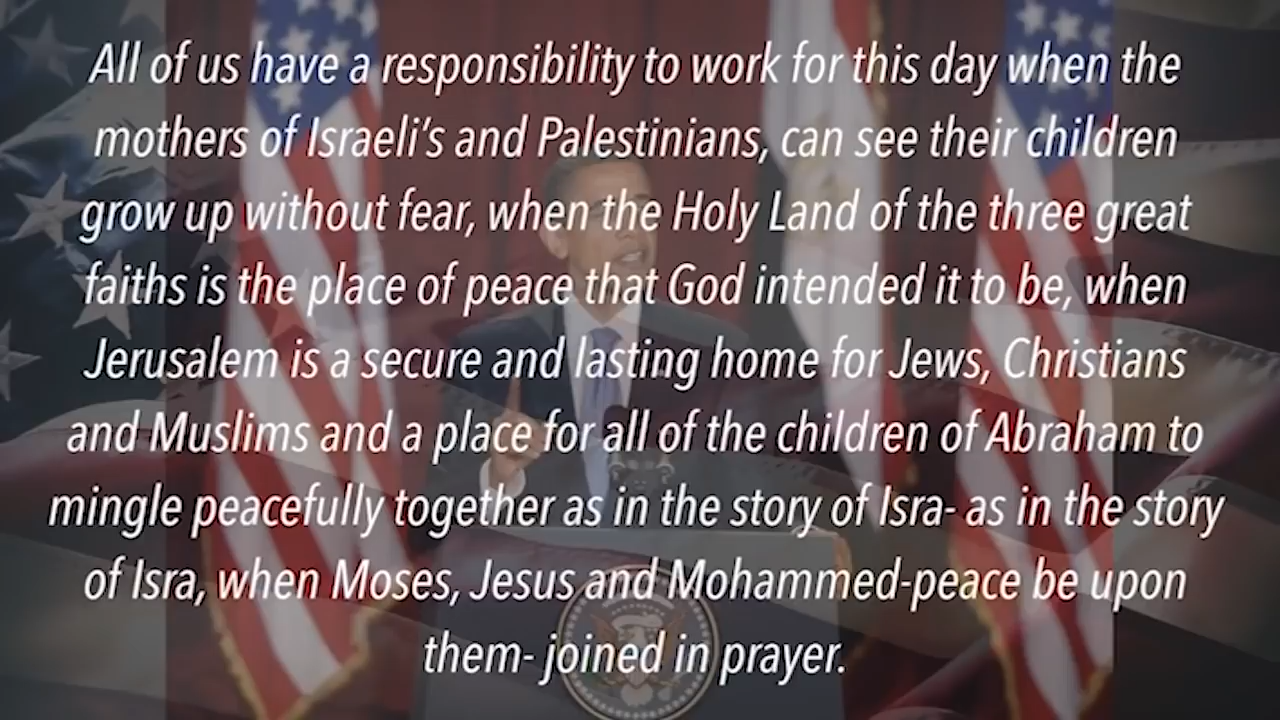 All of us have a responsibility to work for this day when the
mothers of Israeli's and Palestinians, can see their children
grow up without fear, when the Holy Land of the three great
faiths is the place of peace that God intended it to be, when
Jerusalem is a secure and lasting home for Jews, Christians
and Muslims and a place for all of the children of Abraham to
mingle peacefully together as in the story of Isra- as in the story
of Isra, when Moses, Jesus and Mohammed-peace be upon
them- joined in prayer.